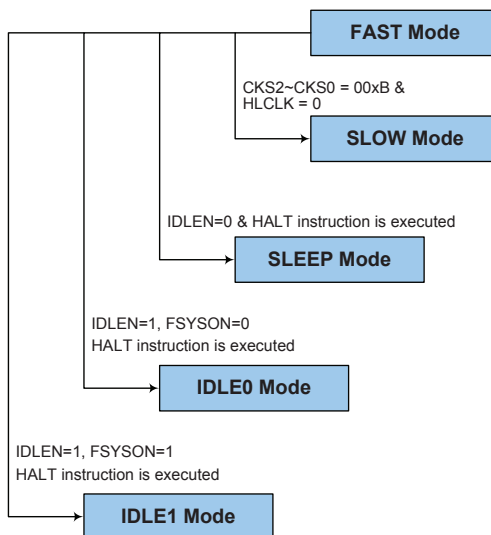 FAST Mode
CKS2~CKS0 = 00xB &
HLCLK = 0
SLOW Mode
IDLEN=0 & HALT instruction is executed
SLEEP Mode
IDLEN=1, FSYSON=0
HALT instruction is executed
IDLE0 Mode
IDLEN=1, FSYSON=1
HALT instruction is executed
IDLE1 Mode